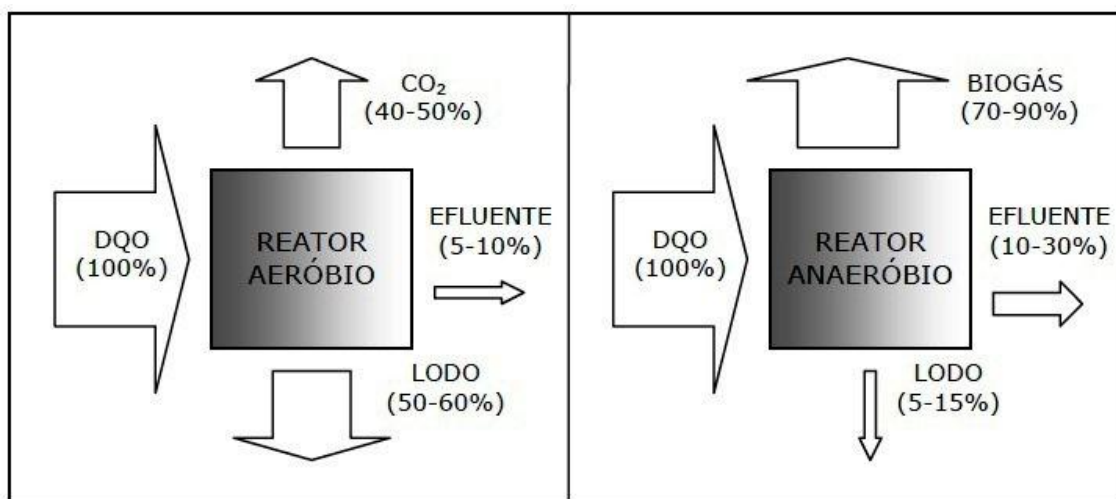 CO₂
(40-50%)
DQO
(100%)
REATOR
AERÓBIO
EFLUENTE
(5-10%)
LODO
(50-60%)
BIOGÁS
(70-90%)
DQO
(100%)
REATOR
ANAERÓBIO
EFLUENTE
(10-30%)
LODO
(5-15%)